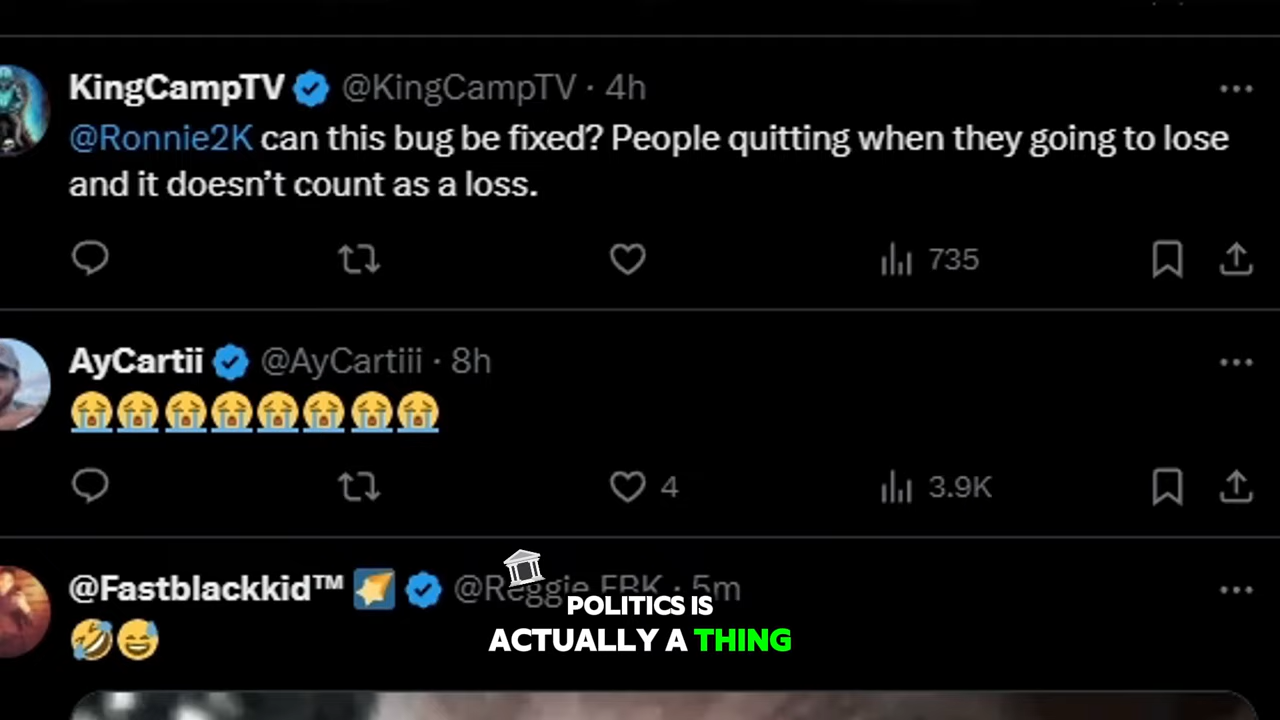 KingCampTV @KingCampTV · 4h
@Ronnie2K can this bug be fixed? People quitting when they going to lose
and it doesn’t count as a loss.
735
AyCartii @AyCartiii · 8h
😭😭😭😭😭😭😭😭
4 3.9K
@Fastblackkid™ @Reggie_FBK · 5m
🤣😅
POLITICS IS
ACTUALLY A THING